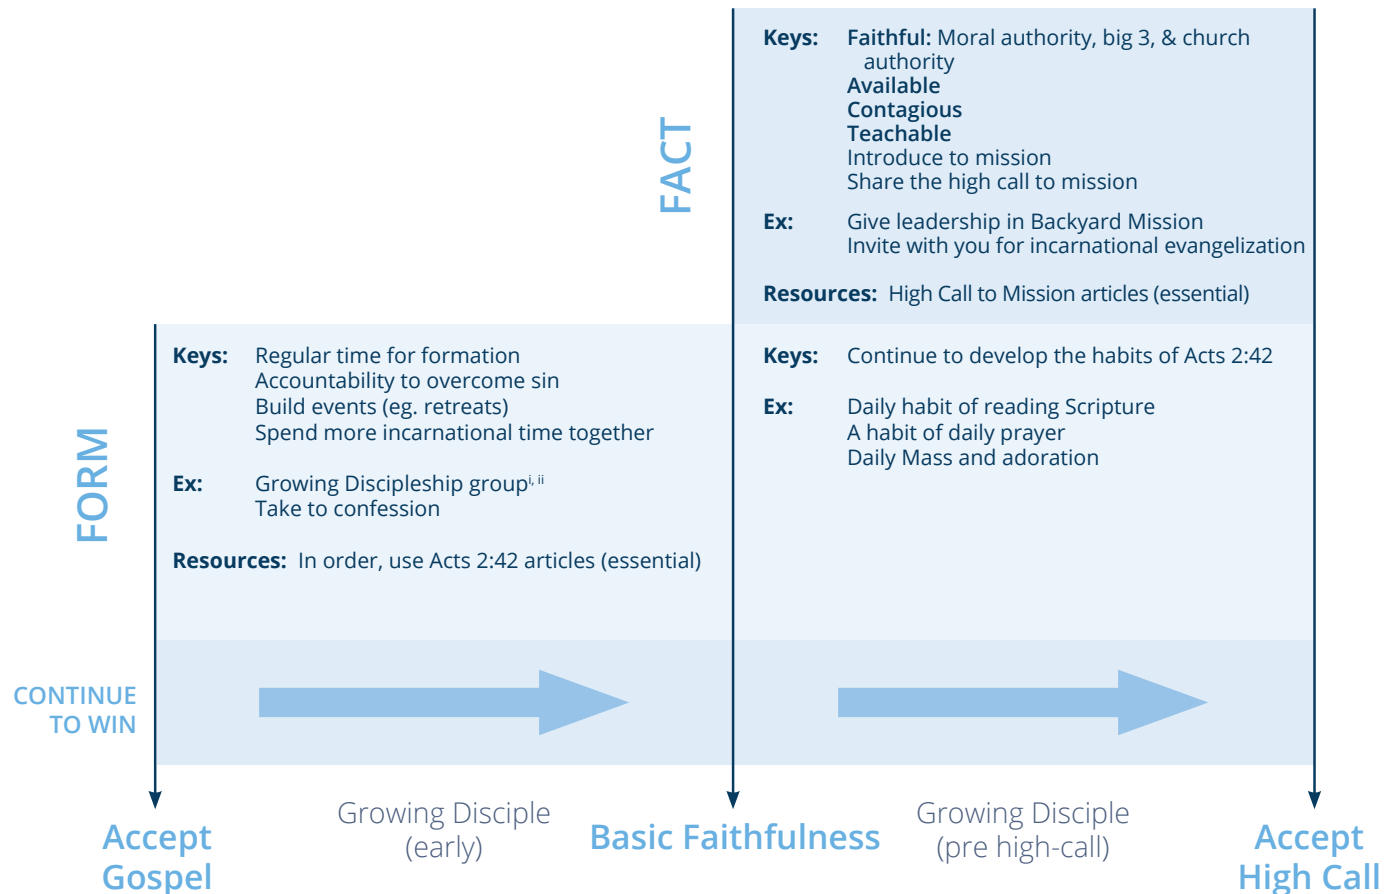 FACT
Keys: Faithful: Moral authority, big 3, & church
authority
Available
Contagious
Teachable
Introduce to mission
Share the high call to mission
Ex: Give leadership in Backyard Mission
Invite with you for incarnational evangelization
Resources: High Call to Mission articles (essential)
FORM
Keys: Regular time for formation
Accountability to overcome sin
Build events (eg. retreats)
Spend more incarnational time together
Ex: Growing Discipleship groupi, ii
Take to confession
Resources: In order, use Acts 2:42 articles (essential)
Keys: Continue to develop the habits of Acts 2:42
Ex: Daily habit of reading Scripture
A habit of daily prayer
Daily Mass and adoration
CONTINUE
TO WIN
Accept
Gospel
Growing Disciple
(early)
Basic Faithfulness
Growing Disciple
(pre high-call)
Accept
High Call